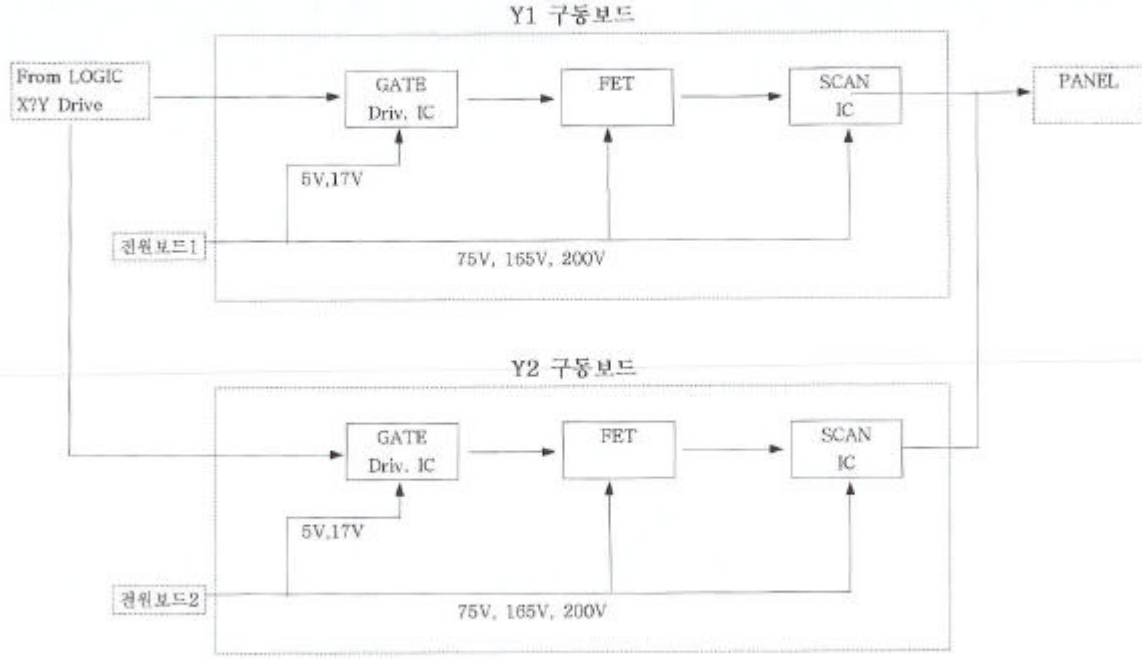 Y1 구동보드
From LOGIC
X?Y Drive
GATE
Driv. IC
FET
SCAN
IC
PANEL
5V,17V
전원보드1
75V, 165V, 200V
Y2 구동보드
GATE
Driv. IC
FET
SCAN
IC
5V,17V
전원보드2
75V, 165V, 200V